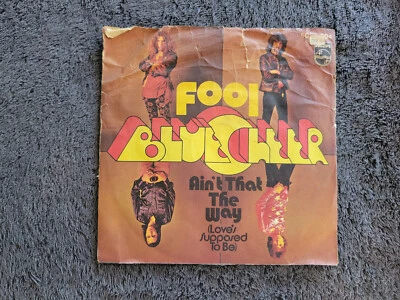 Fool
BLUE CHEER
Ain't That
The
Way
(Love's
Supposed
To Be)